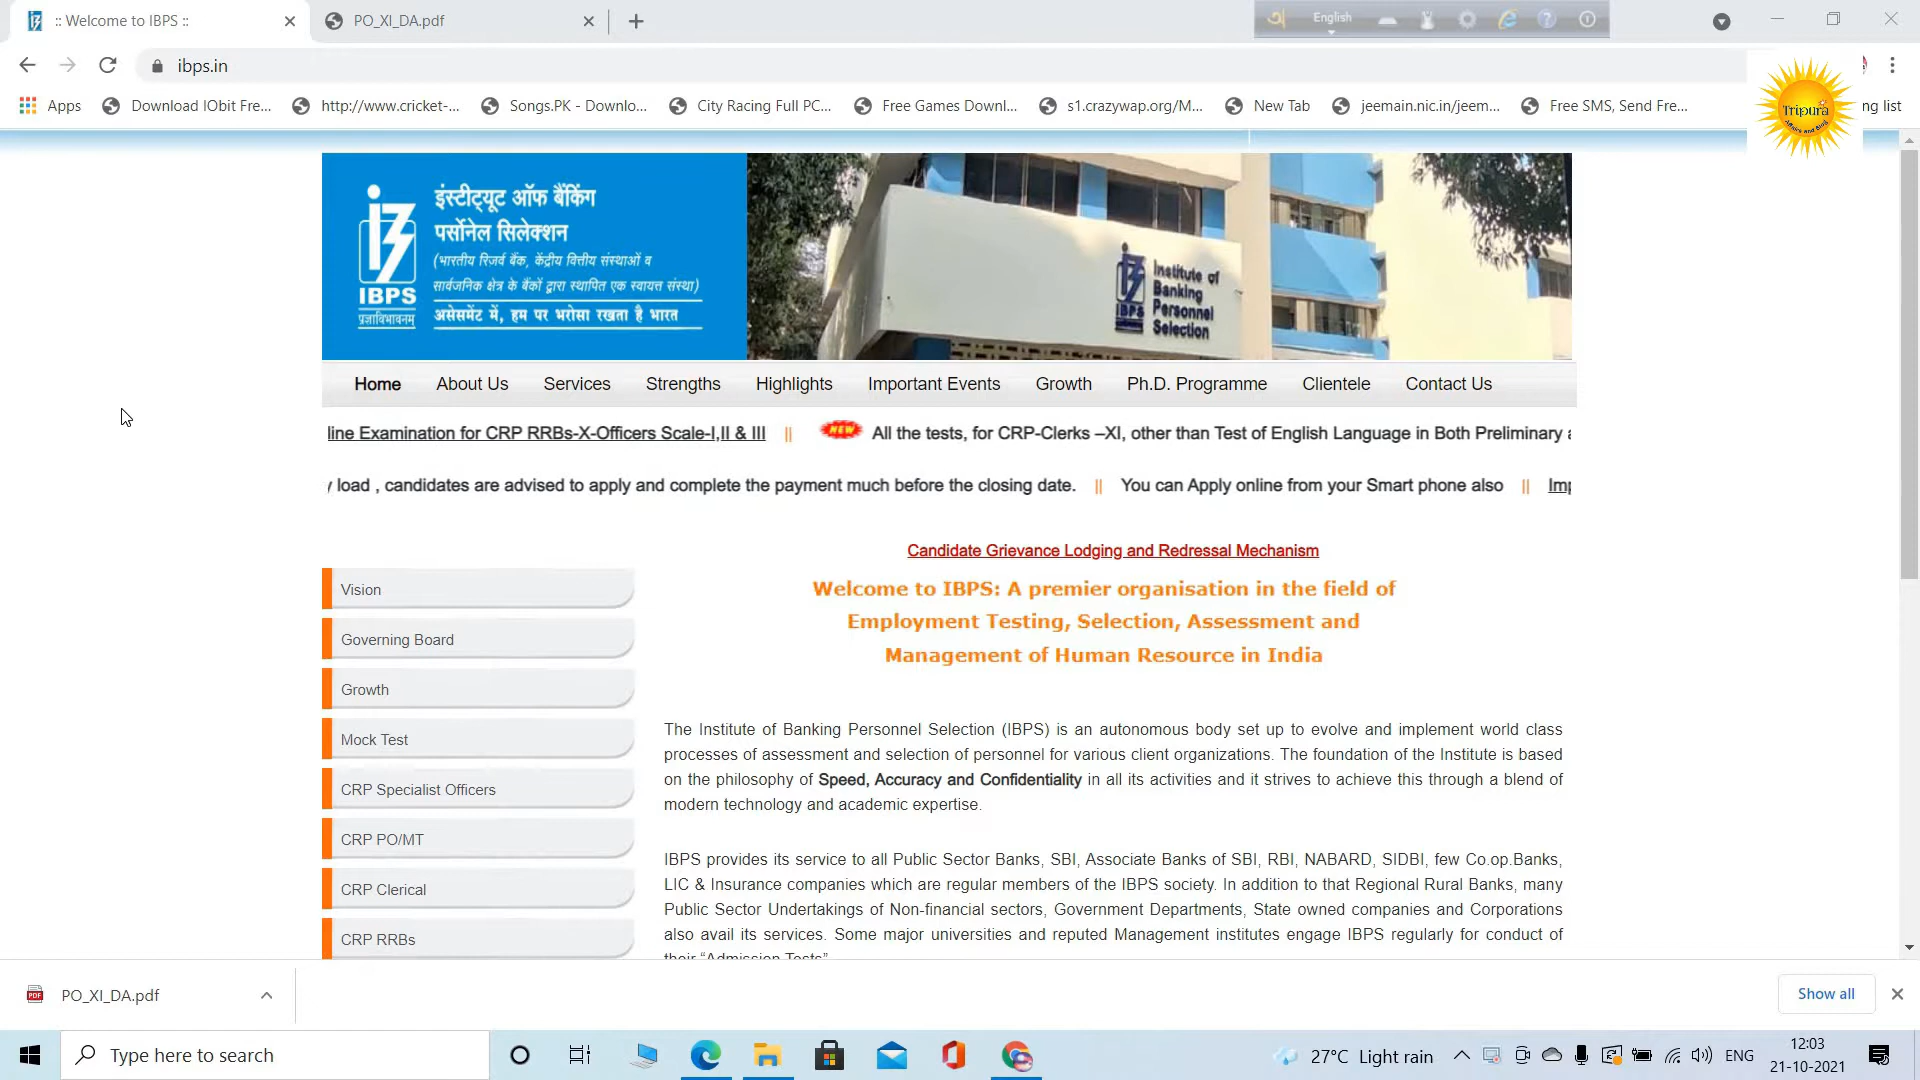 :: Welcome to IBPS ::
PO_XI_DA.pdf
English
ibps.in
Apps
Download IObit Fre...
http://www.cricket-...
Songs.PK - Downlo...
City Racing Full PC...
Free Games Downl...
s1.crazywap.org/M...
New Tab
jeemain.nic.in/jeem...
Free SMS, Send Fre...
ng list
Tripura
इंस्टीट्यूट ऑफ बैंकिंग
पर्सोनेल सिलेक्शन
(भारतीय रिजर्व बैंक, केंद्रीय वित्तीय संस्थाओं व
सार्वजनिक क्षेत्र के बैंकों द्वारा स्थापित एक स्वायत्त संस्था)
असेसमेंट में, हम पर भरोसा रखता है भारत
IBPS
प्रज्ञाविभावनम्
Institute of
Banking
Personnel
Selection
IBPS
Home About Us Services Strengths Highlights Important Events Growth Ph.D. Programme Clientele Contact Us
line Examination for CRP RRBs-X-Officers Scale-I,II & III || NEW All the tests, for CRP-Clerks –XI, other than Test of English Language in Both Preliminary a
y load , candidates are advised to apply and complete the payment much before the closing date. || You can Apply online from your Smart phone also || Imp
Candidate Grievance Lodging and Redressal Mechanism
Welcome to IBPS: A premier organisation in the field of
Employment Testing, Selection, Assessment and
Management of Human Resource in India
Vision
Governing Board
Growth
Mock Test
CRP Specialist Officers
CRP PO/MT
CRP Clerical
CRP RRBs
The Institute of Banking Personnel Selection (IBPS) is an autonomous body set up to evolve and implement world class
processes of assessment and selection of personnel for various client organizations. The foundation of the Institute is based
on the philosophy of Speed, Accuracy and Confidentiality in all its activities and it strives to achieve this through a blend of
modern technology and academic expertise.
IBPS provides its service to all Public Sector Banks, SBI, Associate Banks of SBI, RBI, NABARD, SIDBI, few Co.op.Banks,
LIC & Insurance companies which are regular members of the IBPS society. In addition to that Regional Rural Banks, many
Public Sector Undertakings of Non-financial sectors, Government Departments, State owned companies and Corporations
also avail its services. Some major universities and reputed Management institutes engage IBPS regularly for conduct of
their “Admission Tests”
PO_XI_DA.pdf
Show all
Type here to search
27°C Light rain
ENG
12:03
21-10-2021